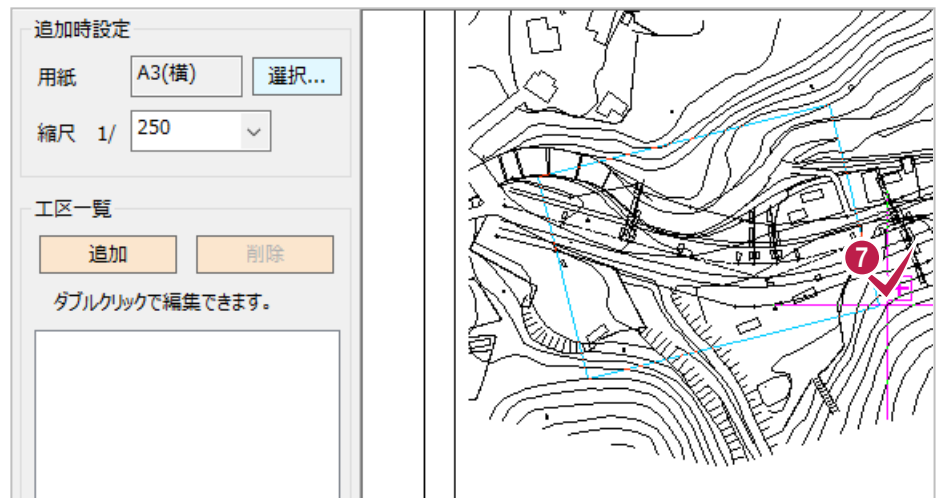 追加時設定
用紙 A3(横) 選択...
縮尺 1/ 250
工区一覧
追加 削除
ダブルクリックで編集できます。
7